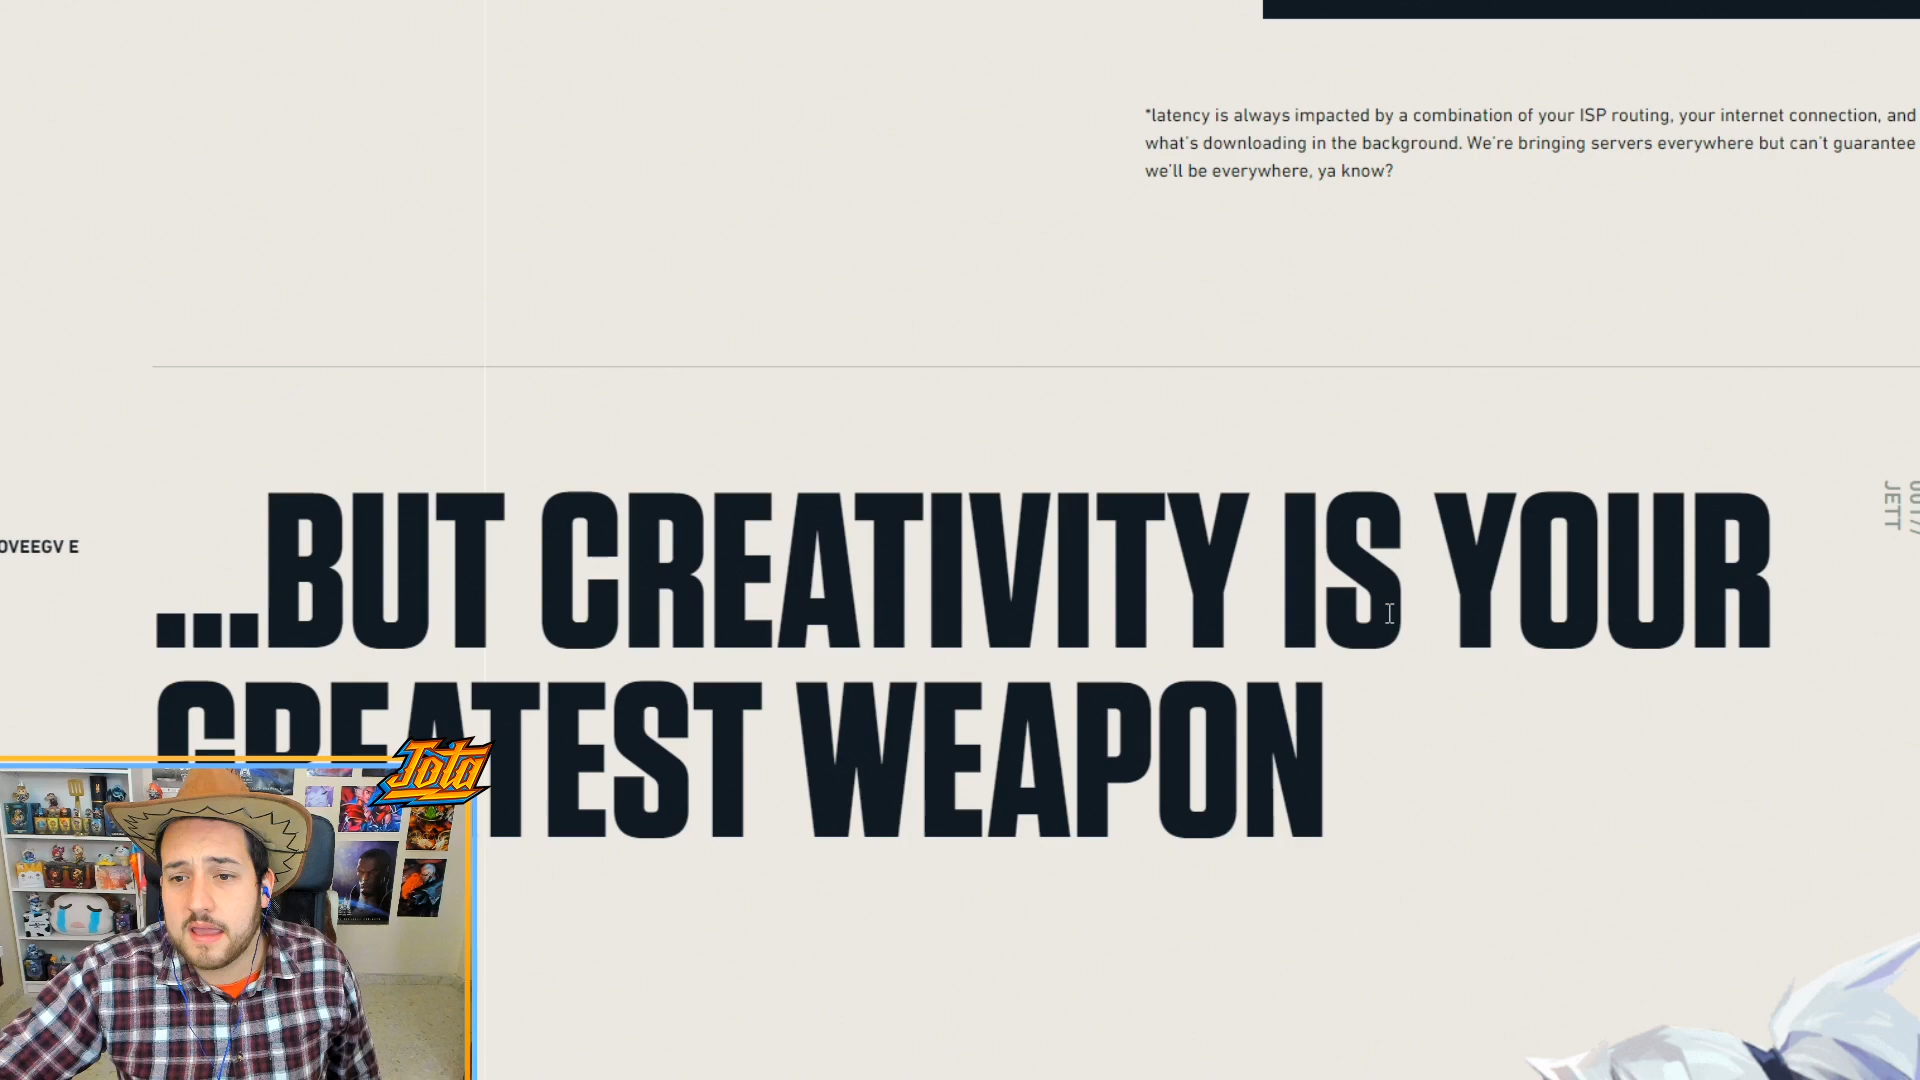 *latency is always impacted by a combination of your ISP routing, your internet connection, and
what's downloading in the background. We're bringing servers everywhere but can't guarantee
we'll be everywhere, ya know?
JETT
OVEEGV E
...BUT CREATIVITY IS YOUR
GREATEST WEAPON
Jota